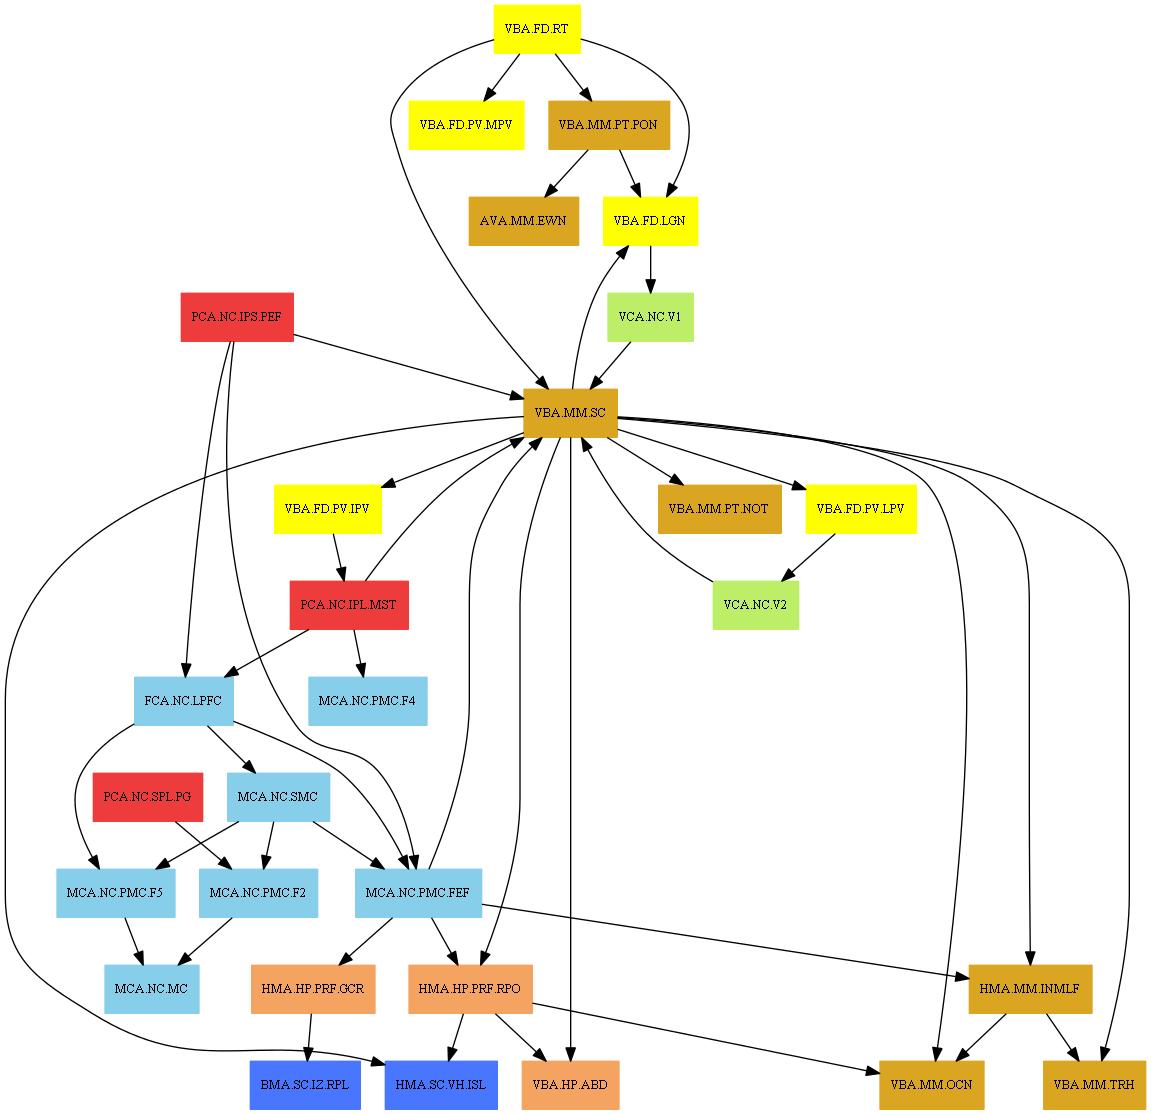 VBA.FD.RT
VBA.FD.PV.MPV
VBA.MM.PT.PON
AVA.MM.EWN
VBA.FD.LGN
PCA.NC.IPS.PEF
VCA.NC.V1
VBA.MM.SC
VBA.FD.PV.IPV
VBA.MM.PT.NOT
VBA.FD.PV.LPV
PCA.NC.IPL.MST
VCA.NC.V2
FCA.NC.LPFC
MCA.NC.PMC.F4
PCA.NC.SPL.PG
MCA.NC.SMC
MCA.NC.PMC.F5
MCA.NC.PMC.F2
MCA.NC.PMC.FEF
MCA.NC.MC
HMA.HP.PRF.GCR
HMA.HP.PRF.RPO
HMA.MM.INMLF
BMA.SC.IZ.RPL
HMA.SC.VH.ISL
VBA.HP.ABD
VBA.MM.OCN
VBA.MM.TRH